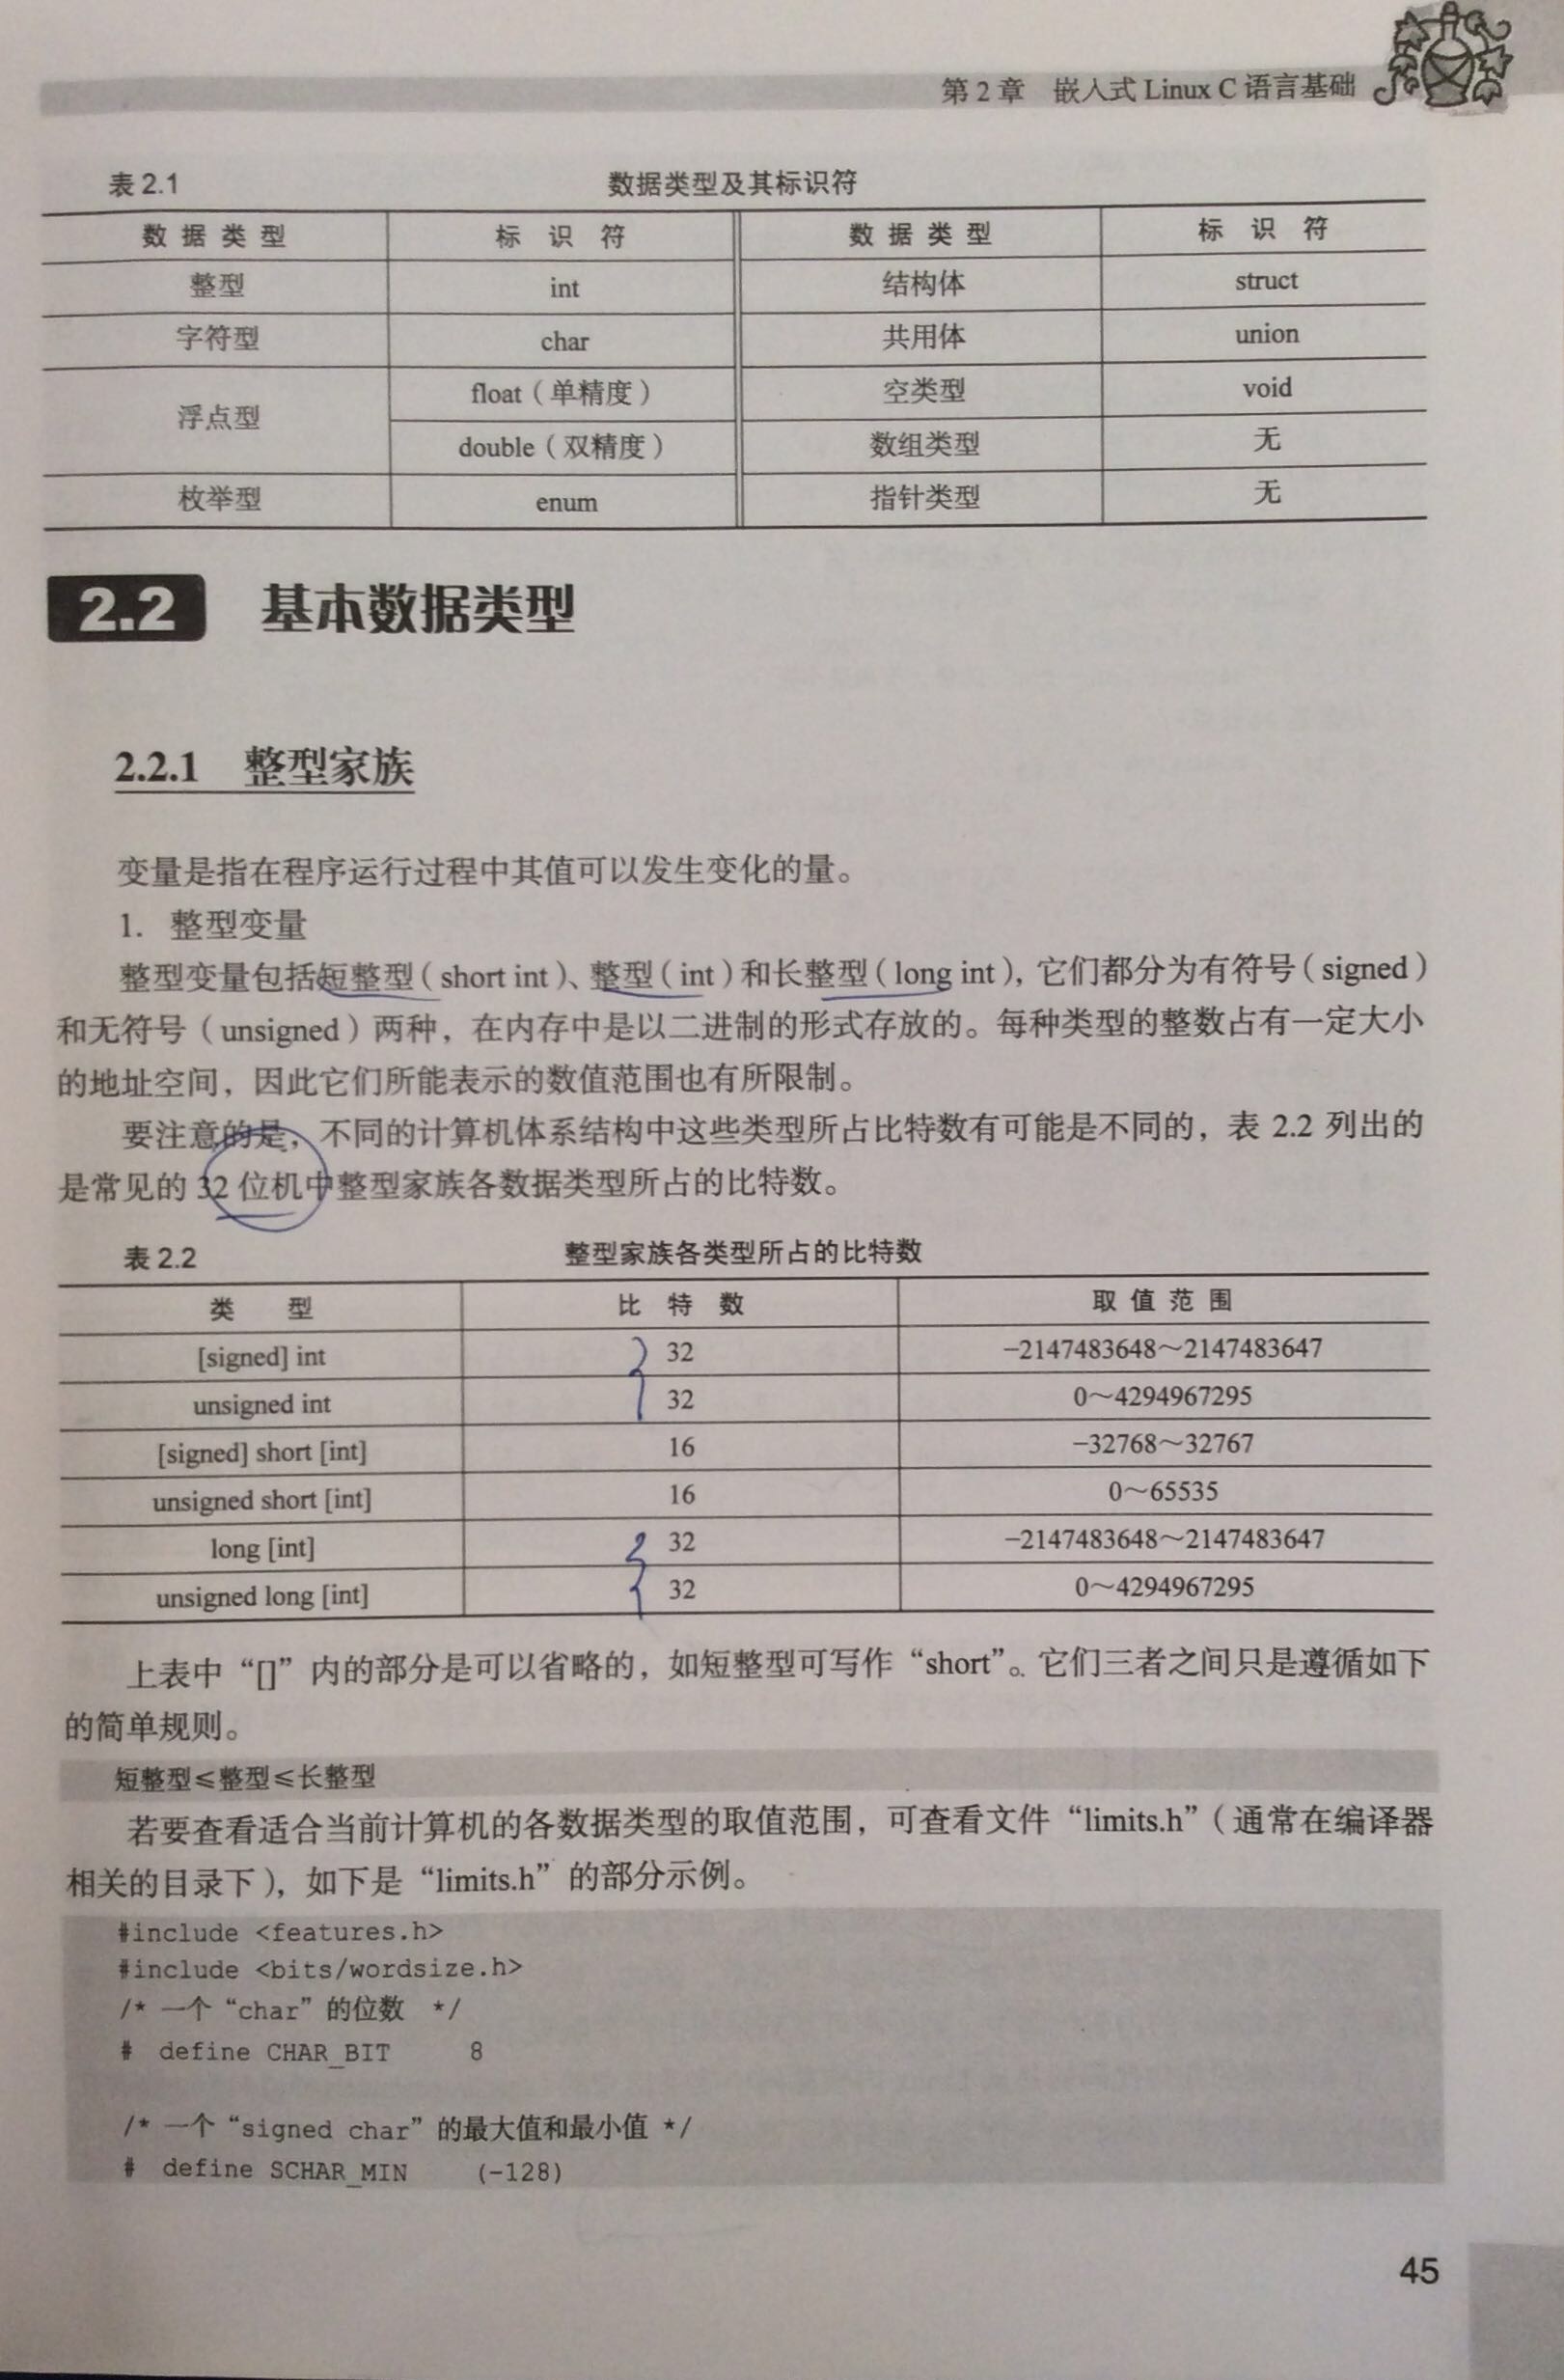 第2章 嵌入式 Linux C 语言基础
表 2.1 数据类型及其标识符
数据类型 标识符 数据类型 标识符
整型 int 结构体 struct
字符型 char 共用体 union
浮点型 float（单精度） 空类型 void
double（双精度） 数组类型 无
枚举型 enum 指针类型 无
2.2 基本数据类型
2.2.1 整型家族
变量是指在程序运行过程中其值可以发生变化的量。
1. 整型变量
整型变量包括短整型（short int）、整型（int）和长整型（long int），它们都分为有符号（signed）
和无符号（unsigned）两种，在内存中是以二进制的形式存放的。每种类型的整数占有一定大小
的地址空间，因此它们所能表示的数值范围也有所限制。
要注意的是，不同的计算机体系结构中这些类型所占比特数有可能是不同的，表 2.2 列出的
是常见的 32 位机中整型家族各数据类型所占的比特数。
表 2.2 整型家族各类型所占的比特数
类型 比特数 取值范围
[signed] int 32 −2147483648～2147483647
unsigned int 32 0～4294967295
[signed] short [int] 16 −32768～32767
unsigned short [int] 16 0～65535
long [int] 32 −2147483648～2147483647
unsigned long [int] 32 0～4294967295
上表中“[]”内的部分是可以省略的，如短整型可写作“short”。它们三者之间只是遵循如下
的简单规则。
短整型≤整型≤长整型
若要查看适合当前计算机的各数据类型的取值范围，可查看文件“limits.h”（通常在编译器
相关的目录下），如下是“limits.h”的部分示例。
#include <features.h>
#include <bits/wordsize.h>
/* 一个“char”的位数 */
# define CHAR_BIT 8
/* 一个“signed char”的最大值和最小值 */
# define SCHAR_MIN (-128)
45